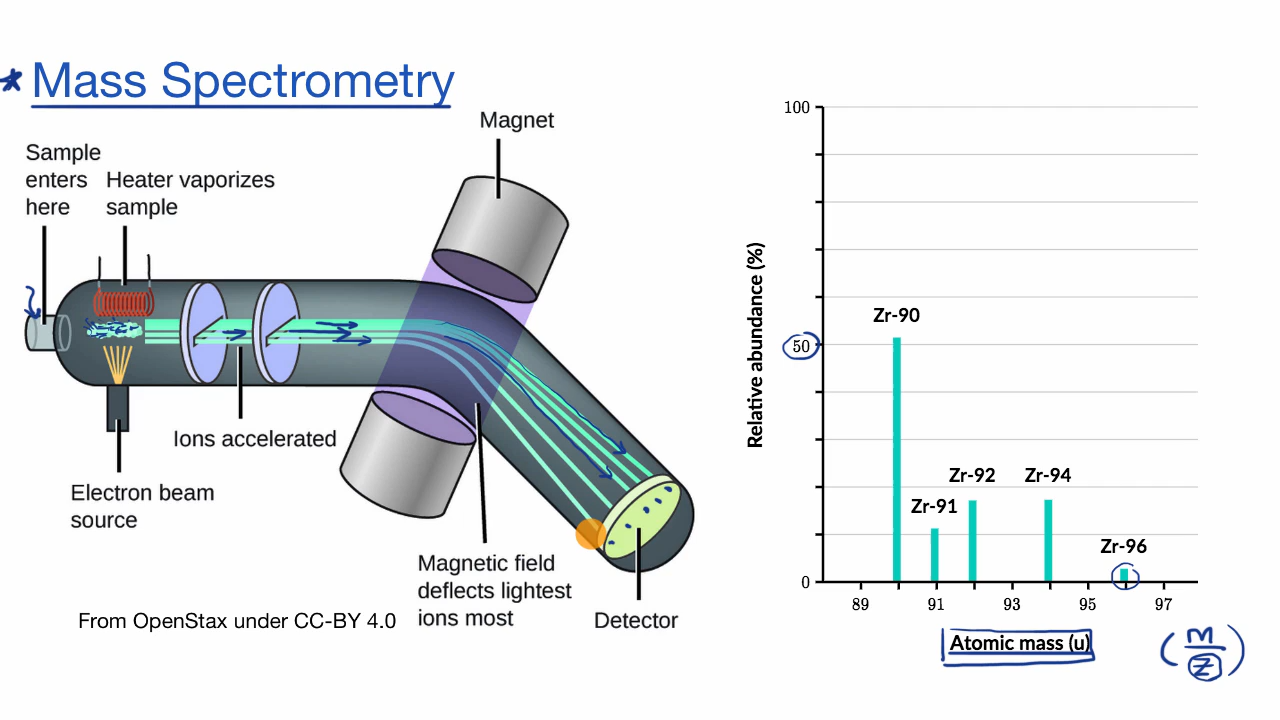 * Mass Spectrometry
Magnet
Sample
enters
here
Heater vaporizes
sample
Ions accelerated
Electron beam
source
Magnetic field
deflects lightest
ions most
Detector
From OpenStax under CC-BY 4.0
Relative abundance (%)
100
50
0
Zr-90
Zr-91
Zr-92
Zr-94
Zr-96
89 91 93 95 97
Atomic mass (u)
(M/Z)